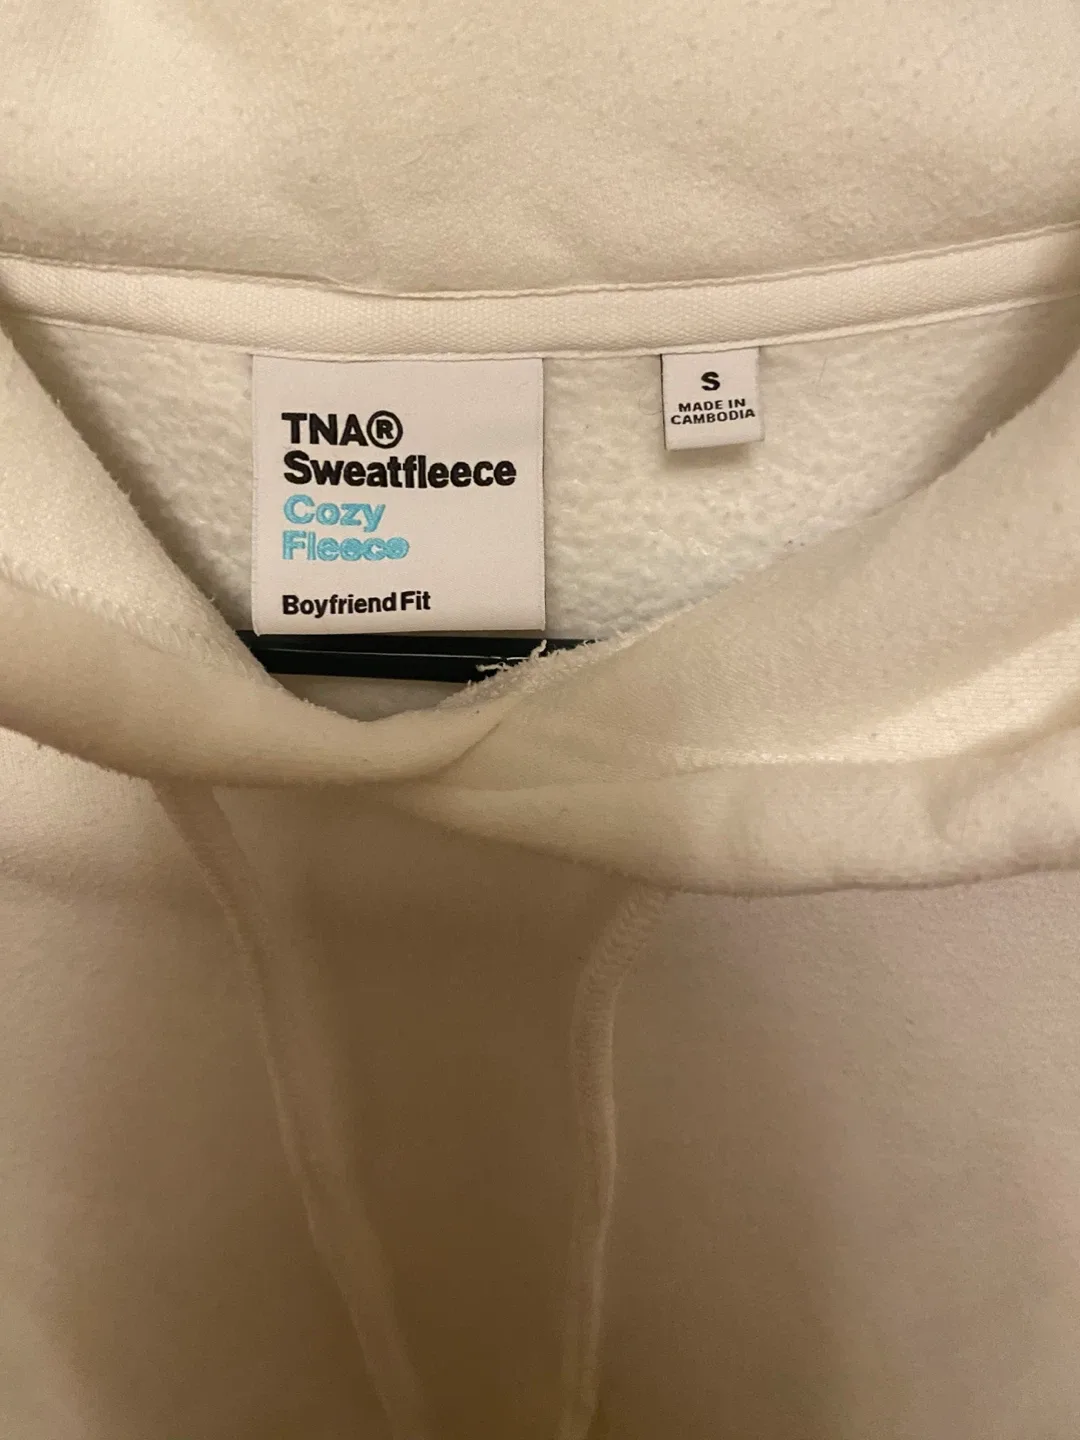 TNA®
Sweatfleece
Cozy
Fleece
Boyfriend Fit
S
MADE IN
CAMBODIA